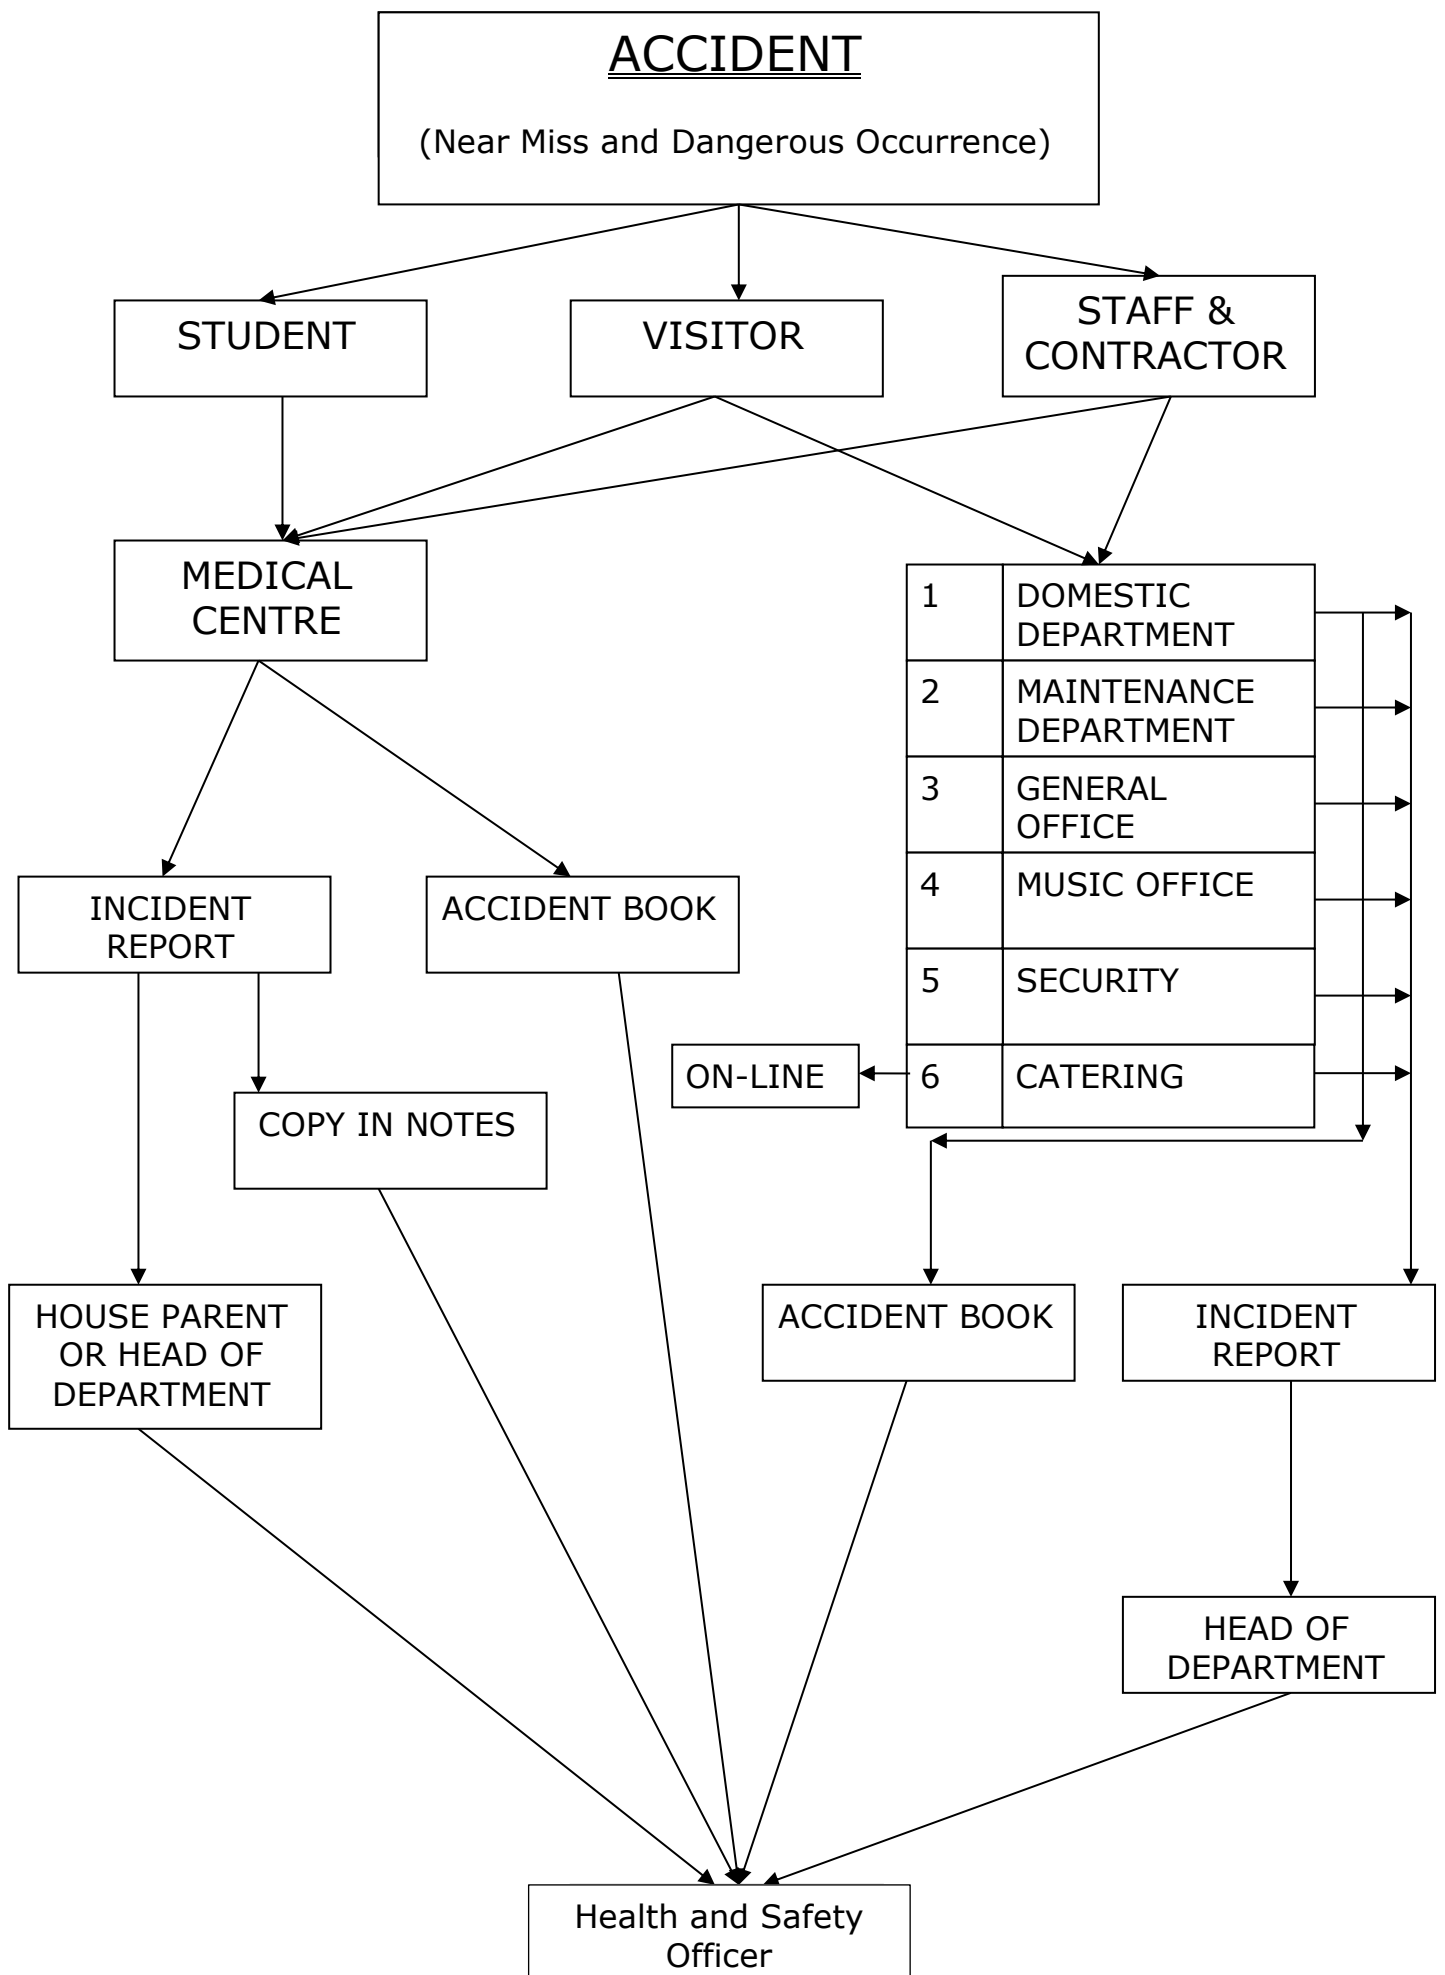 ACCIDENT
(Near Miss and Dangerous Occurrence)
STUDENT
VISITOR
STAFF &
CONTRACTOR
MEDICAL
CENTRE
1
DOMESTIC
DEPARTMENT
2
MAINTENANCE
DEPARTMENT
3
GENERAL
OFFICE
4
MUSIC OFFICE
5
SECURITY
6
CATERING
ON-LINE
INCIDENT
REPORT
ACCIDENT BOOK
COPY IN NOTES
HOUSE PARENT
OR HEAD OF
DEPARTMENT
ACCIDENT BOOK
INCIDENT
REPORT
HEAD OF
DEPARTMENT
Health and Safety
Officer